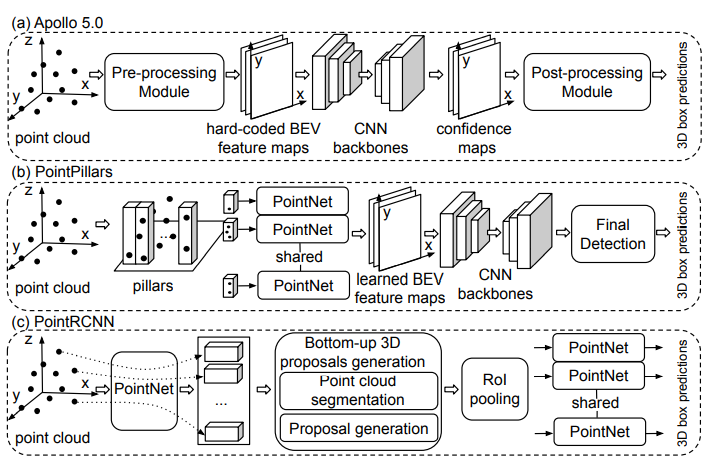 (a) Apollo 5.0
z
y
x
point cloud
Pre-processing
Module
y
x
hard-coded BEV
feature maps
CNN
backbones
y
x
confidence
maps
Post-processing
Module
3D box predictions
(b) PointPillars
z
y
x
point cloud
...
pillars
PointNet
PointNet
shared
PointNet
y
x
learned BEV
feature maps
CNN
backbones
Final
Detection
3D box predictions
(c) PointRCNN
z
y
x
point cloud
PointNet
...
Bottom-up 3D
proposals generation
Point cloud
segmentation
Proposal generation
RoI
pooling
PointNet
PointNet
shared
PointNet
3D box predictions